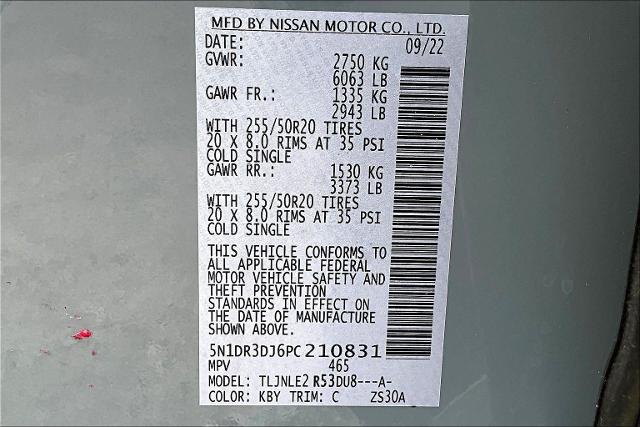 MFD BY NISSAN MOTOR CO., LTD.
DATE: 09/22
GVWR: 2750 KG
6063 LB
GAWR FR.: 1335 KG
2943 LB
WITH 255/50R20 TIRES
20 X 8.0 RIMS AT 35 PSI
COLD SINGLE
GAWR RR.: 1530 KG
3373 LB
WITH 255/50R20 TIRES
20 X 8.0 RIMS AT 35 PSI
COLD SINGLE
THIS VEHICLE CONFORMS TO
ALL APPLICABLE FEDERAL
MOTOR VEHICLE SAFETY AND
THEFT PREVENTION
STANDARDS IN EFFECT ON
THE DATE OF MANUFACTURE
SHOWN ABOVE.
5N1DR3DJ6PC210831
MPV 465
MODEL: TLJNLE2 R53DU8---A-
COLOR: KBY TRIM: C ZS30A